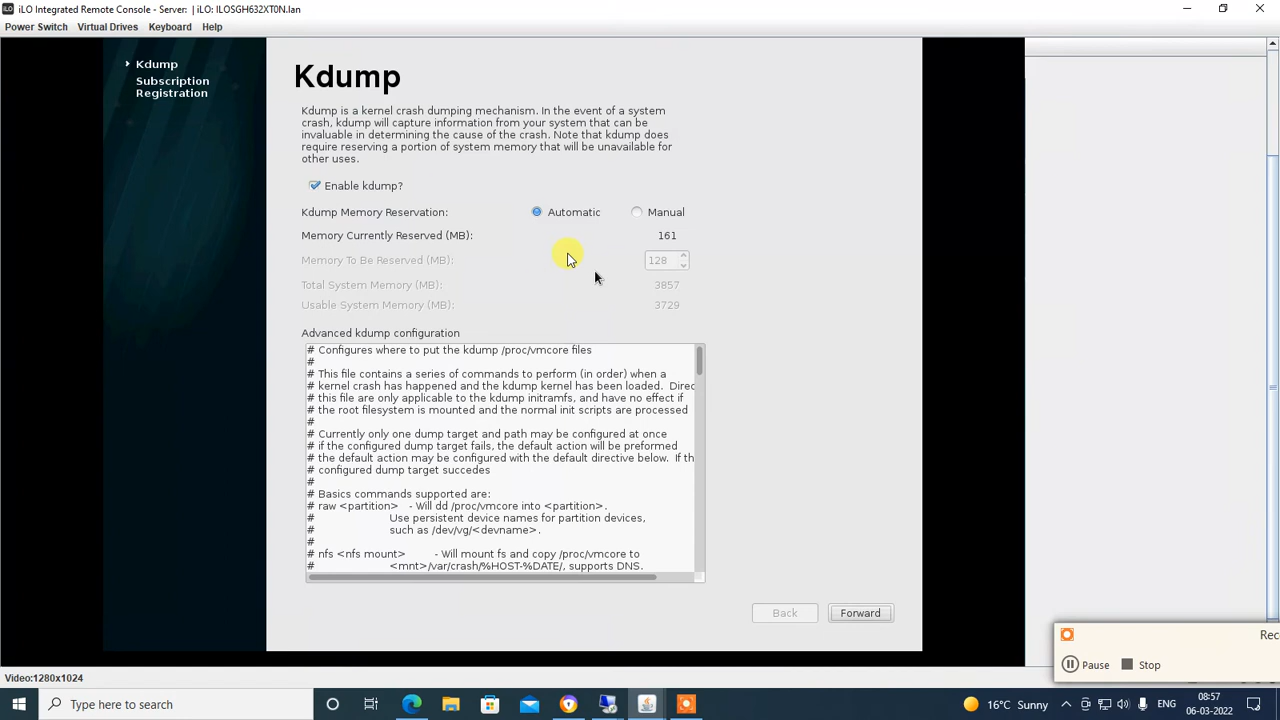 iLO iLO Integrated Remote Console - Server: | iLO: ILOSGH632XT0N.lan
Power Switch Virtual Drives Keyboard Help
Kdump
Subscription
Registration
Kdump
Kdump is a kernel crash dumping mechanism. In the event of a system
crash, kdump will capture information from your system that can be
invaluable in determining the cause of the crash. Note that kdump does
require reserving a portion of system memory that will be unavailable for
other uses.
Enable kdump?
Kdump Memory Reservation: Automatic Manual
Memory Currently Reserved (MB): 161
Memory To Be Reserved (MB): 128
Total System Memory (MB): 3857
Usable System Memory (MB): 3729
Advanced kdump configuration
# Configures where to put the kdump /proc/vmcore files
#
# This file contains a series of commands to perform (in order) when a
# kernel crash has happened and the kdump kernel has been loaded. Direc
# this file are only applicable to the kdump initramfs, and have no effect if
# the root filesystem is mounted and the normal init scripts are processed
#
# Currently only one dump target and path may be configured at once
# if the configured dump target fails, the default action will be preformed
# the default action may be configured with the default directive below. If th
# configured dump target succedes
#
# Basics commands supported are:
# raw <partition> - Will dd /proc/vmcore into <partition>.
# Use persistent device names for partition devices,
# such as /dev/vg/<devname>.
#
# nfs <nfs mount> - Will mount fs and copy /proc/vmcore to
# <mnt>/var/crash/%HOST-%DATE/, supports DNS.
Back Forward
Rec
Pause Stop
Video:1280x1024
Type here to search
16°C Sunny
ENG
08:57
06-03-2022